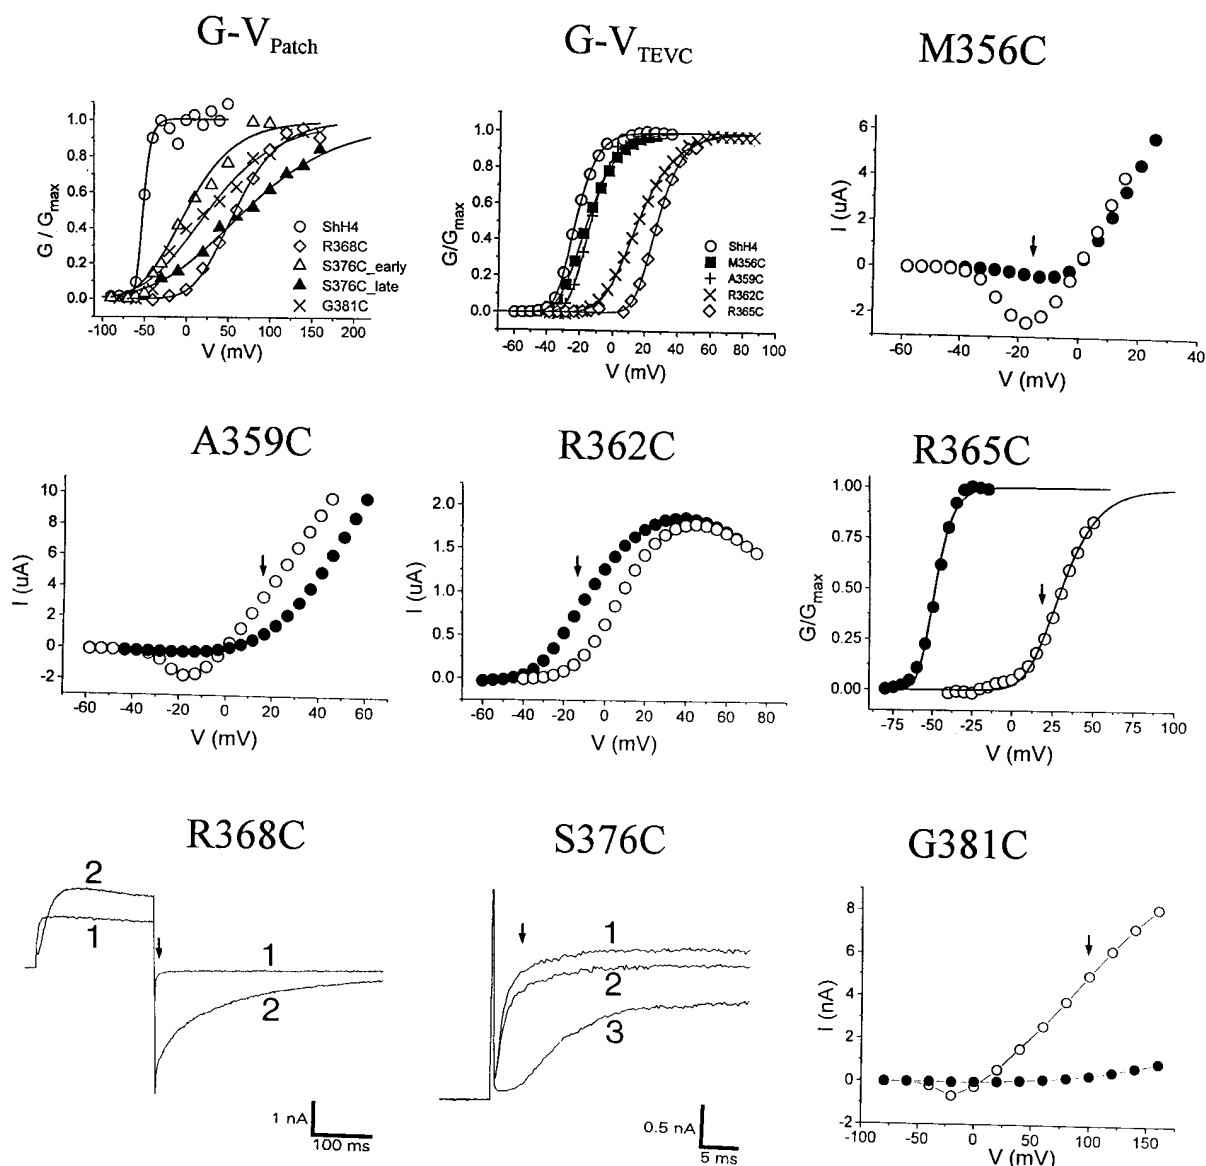 G-V Patch
G / Gmax
1.0
0.8
0.6
0.4
0.2
0.0
ShH4
R368C
S376C_early
S376C_late
G381C
-100 -50 0 50 100 150 200
V (mV)
G-V TEVC
G/Gmax
1.0
0.8
0.6
0.4
0.2
0.0
ShH4
M356C
A359C
R362C
R365C
-60 -40 -20 0 20 40 60 80 100
V (mV)
M356C
I (uA)
6
4
2
0
-2
-60 -40 -20 0 20 40
V (mV)
A359C
I (uA)
10
8
6
4
2
0
-2
-60 -40 -20 0 20 40 60
V (mV)
R362C
I (uA)
2.0
1.5
1.0
0.5
0.0
-60 -40 -20 0 20 40 60 80
V (mV)
R365C
G/Gmax
1.00
0.75
0.50
0.25
0.00
-75 -50 -25 0 25 50 75 100
V (mV)
R368C
2
1
1
2
1 nA
100 ms
S376C
1
2
3
0.5 nA
5 ms
G381C
I (nA)
8
6
4
2
0
-2
-100 -50 0 50 100 150
V (mV)